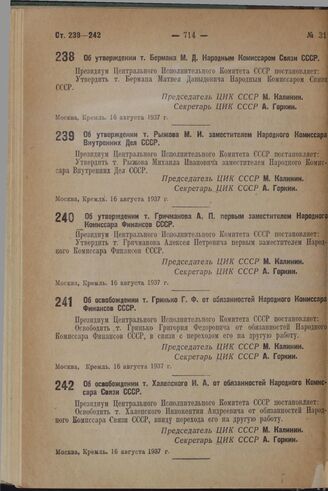 Ст. 239—242 — 714 — № 31
238 Об утверждении т. Бермана М. Д. Народным Комиссаром Связи СССР.
Президиум Центрального Исполнительного Комитета СССР постановляет:
Утвердить т. Бермана Матвея Давыдовича Народным Комиссаром Связи
СССР.
Председатель ЦИК СССР М. Калинин.
Секретарь ЦИК СССР А. Горкин.
Москва, Кремль. 16 августа 1937 г.
239 Об утверждении т. Рыжова М. И. заместителем Народного Комиссара
Внутренних Дел СССР.
Президиум Центрального Исполнительного Комитета СССР постановляет:
Утвердить т. Рыжова Михаила Ивановича заместителем Народного Комис-
сара Внутренних Дел СССР.
Председатель ЦИК СССР М. Калинин.
Секретарь ЦИК СССР А. Горкин.
Москва, Кремль. 16 августа 1937 г.
240 Об утверждении т. Гричманова А. П. первым заместителем Народного
Комиссара Финансов СССР.
Президиум Центрального Исполнительного Комитета СССР постановляет:
Утвердить т. Гричманова Алексея Петровича первым заместителем Народ-
ного Комиссара Финансов СССР.
Председатель ЦИК СССР М. Калинин.
Секретарь ЦИК СССР А. Горкин.
Москва, Кремль. 16 августа 1937 г.
241 Об освобождении т. Гринько Г. Ф. от обязанностей Народного Комиссара
Финансов СССР.
Президиум Центрального Исполнительного Комитета СССР постановляет:
Освободить т. Гринько Григория Федоровича от обязанностей Народного
Комиссара Финансов СССР, в связи с переходом его на другую работу.
Председатель ЦИК СССР М. Калинин.
Секретарь ЦИК СССР А. Горкин.
Москва, Кремль. 16 августа 1937 г.
242 Об освобождении т. Халепского И. А. от обязанностей Народного Комис-
сара Связи СССР.
Президиум Центрального Исполнительного Комитета СССР постановляет:
Освободить т. Халепского Иннокентия Андреевича от обязанностей Народ-
ного Комиссара Связи СССР, ввиду перехода его на другую работу.
Председатель ЦИК СССР М. Калинин.
Секретарь ЦИК СССР А. Горкин.
Москва, Кремль. 16 августа 1937 г.